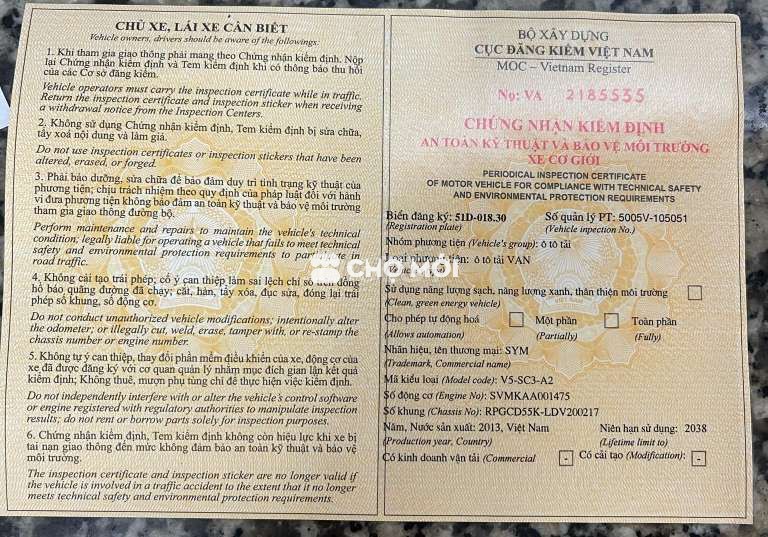 CHỦ XE, LÁI XE CẦN BIẾT
Vehicle owners, drivers should be aware of the followings:
1. Khi tham gia giao thông phải mang theo Chứng nhận kiểm định. Nộp
lại Chứng nhận kiểm định và Tem kiểm định khi có thông báo thu hồi
của các Cơ sở đăng kiểm.
Vehicle operators must carry the inspection certificate while in traffic.
Return the inspection certificate and inspection sticker when receiving
a withdrawal notice from the Inspection Centers.
2. Không sử dụng Chứng nhận kiểm định, Tem kiểm định bị sửa chữa,
tẩy xoá nội dung và làm giả.
Do not use inspection certificates or inspection stickers that have been
altered, erased, or forged.
3. Phải bảo dưỡng, sửa chữa để bảo đảm duy trì tình trạng kỹ thuật của
phương tiện; chịu trách nhiệm theo quy định của pháp luật đối với hành
vi đưa phương tiện không bảo đảm an toàn kỹ thuật và bảo vệ môi trường
tham gia giao thông đường bộ.
Perform maintenance and repairs to maintain the vehicle's technical
condition; legally liable for operating a vehicle that fails to meet technical
safety and environmental protection requirements to part te in
road traffic.
4. Không cải tạo trái phép; cố ý can thiệp làm sai lệch chỉ số trên đồng
hồ báo quãng đường đã chạy; cắt, hàn, tẩy xóa, đục sửa, đóng lại trái
phép số khung, số động cơ.
Do not conduct unauthorized vehicle modifications; intentionally alter
the odometer; or illegally cut, weld, erase, tamper with, or re-stamp the
chassis number or engine number.
5. Không tự ý can thiệp, thay đổi phần mềm điều khiển của xe, động cơ của
xe đã được đăng ký với cơ quan quản lý nhằm mục đích gian lận kết quả
kiểm định; Không thuê, mượn phụ tùng chỉ để thực hiện việc kiểm định.
Do not independently interfere with or alter the vehicle's control software
or engine registered with regulatory authorities to manipulate inspection
results; do not rent or borrow parts solely for inspection purposes.
6. Chứng nhận kiểm định, Tem kiểm định không còn hiệu lực khi xe bị
tai nạn giao thông đến mức không đảm bảo an toàn kỹ thuật và bảo vệ
môi trường.
The inspection certificate and inspection sticker are no longer valid if
the vehicle is involved in a traffic accident to the extent that it no longer
meets technical safety and environmental protection requirements.
BỘ XÂY DỰNG
CỤC ĐĂNG KIỂM VIỆT NAM
MOC – Vietnam Register
No: VA 2185535
CHỨNG NHẬN KIỂM ĐỊNH
AN TOÀN KỸ THUẬT VÀ BẢO VỆ MÔI TRƯỜNG
XE CƠ GIỚI
PERIODICAL INSPECTION CERTIFICATE
OF MOTOR VEHICLE FOR COMPLIANCE WITH TECHNICAL SAFETY
AND ENVIRONMENTAL PROTECTION REQUIREMENTS
Biển đăng ký: 51D-018.30 Số quản lý PT: 5005V-105051
(Registration plate) (Vehicle inpection No.)
Nhóm phương tiện (Vehicle's group): ô tô tải
Loại phương tiện: ô tô tải VAN
CHỢ MỚI
Sử dụng năng lượng sạch, năng lượng xanh, thân thiện môi trường
(Clean, green energy vehicle)
Cho phép tự động hoá Một phần Toàn phần
(Allows automation) (Partially) (Fully)
Nhãn hiệu, tên thương mại: SYM
(Trademark, Commercial name)
Mã kiểu loại (Model code): V5-SC3-A2
Số động cơ (Engine No): SVMKAA001475
Số khung (Chassis No): RPGCD55K-LDV200217
Năm, Nước sản xuất: 2013, Việt Nam Niên hạn sử dụng: 2038
(Production year, Country) (Lifetime limit to)
Có kinh doanh vận tải (Commercial - Có cải tạo (Modification): -